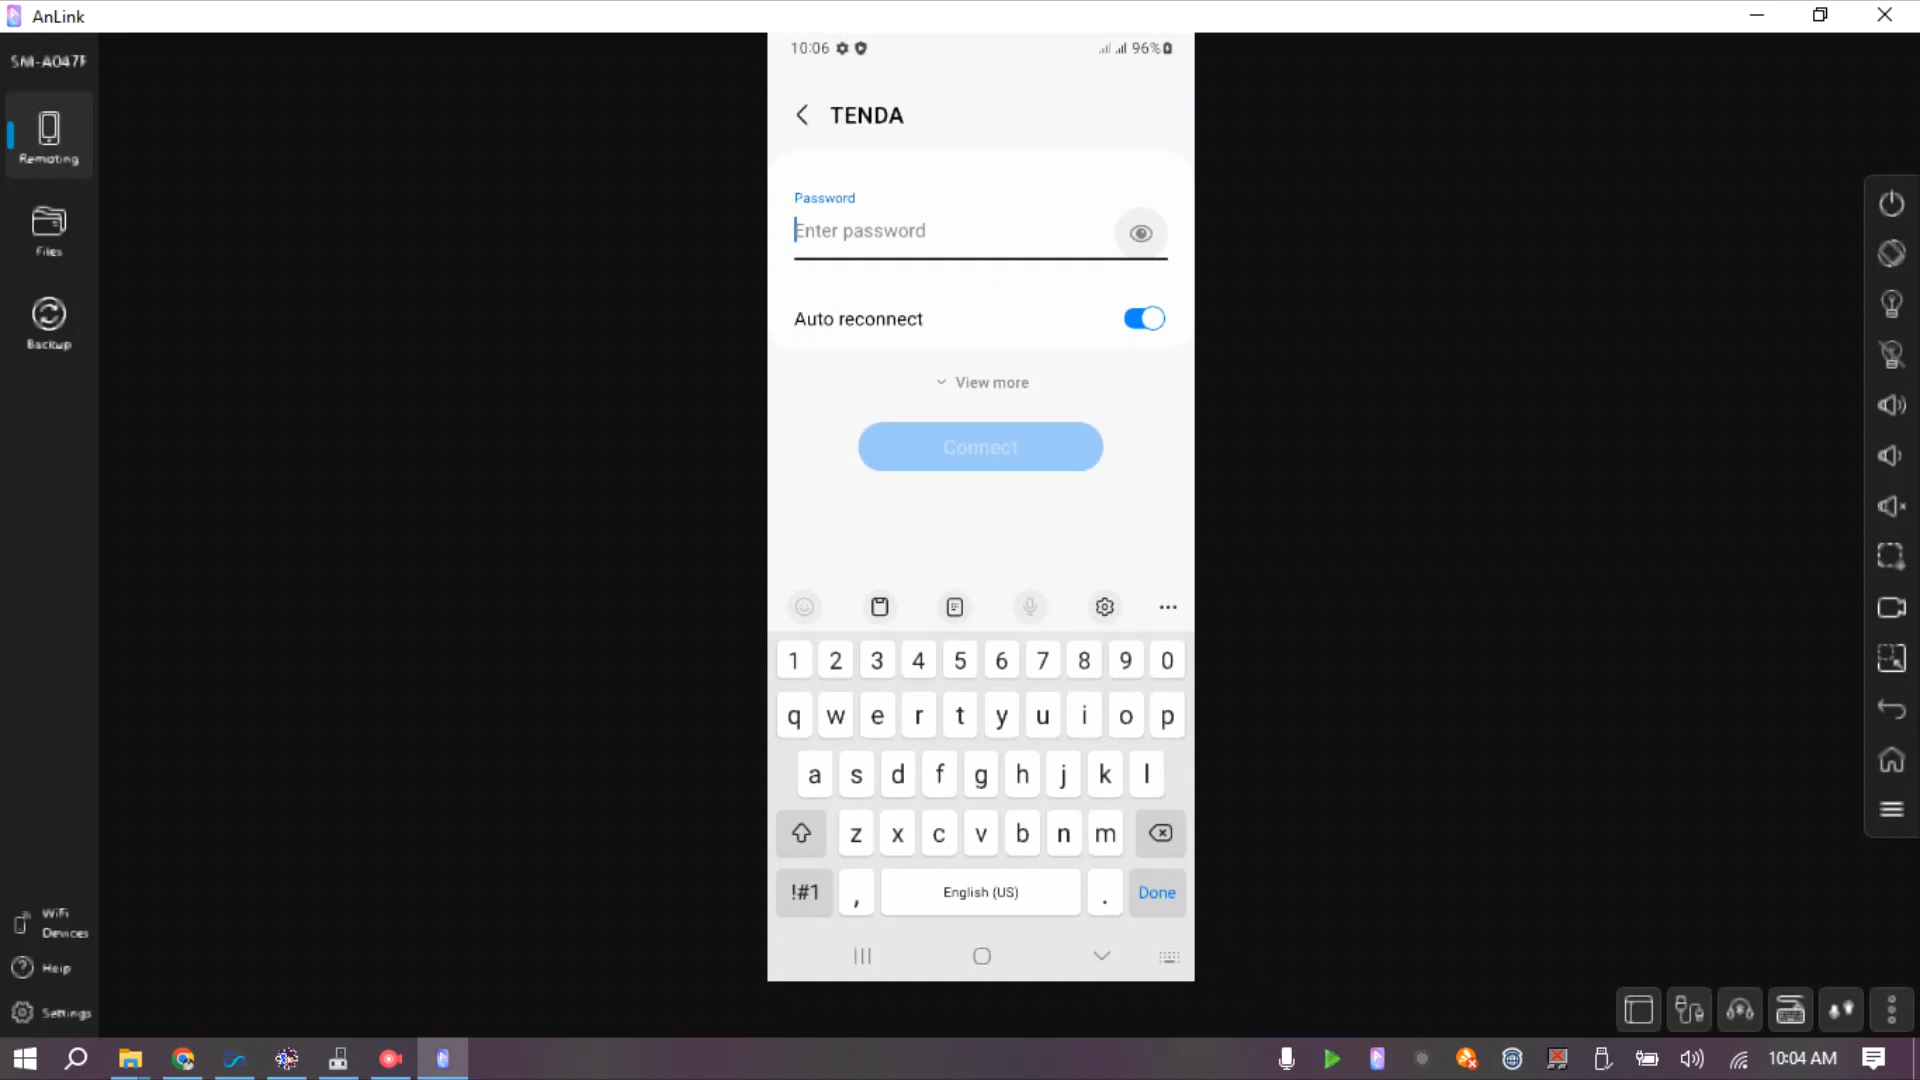 AnLink
SM-A047F
Remoting
Files
Backup
WiFi
Devices
Help
Settings
10:06
96%
TENDA
Password
Enter password
Auto reconnect
View more
Connect
1 2 3 4 5 6 7 8 9 0
q w e r t y u i o p
a s d f g h j k l
z x c v b n m
!#1 , English (US) . Done
10:04 AM